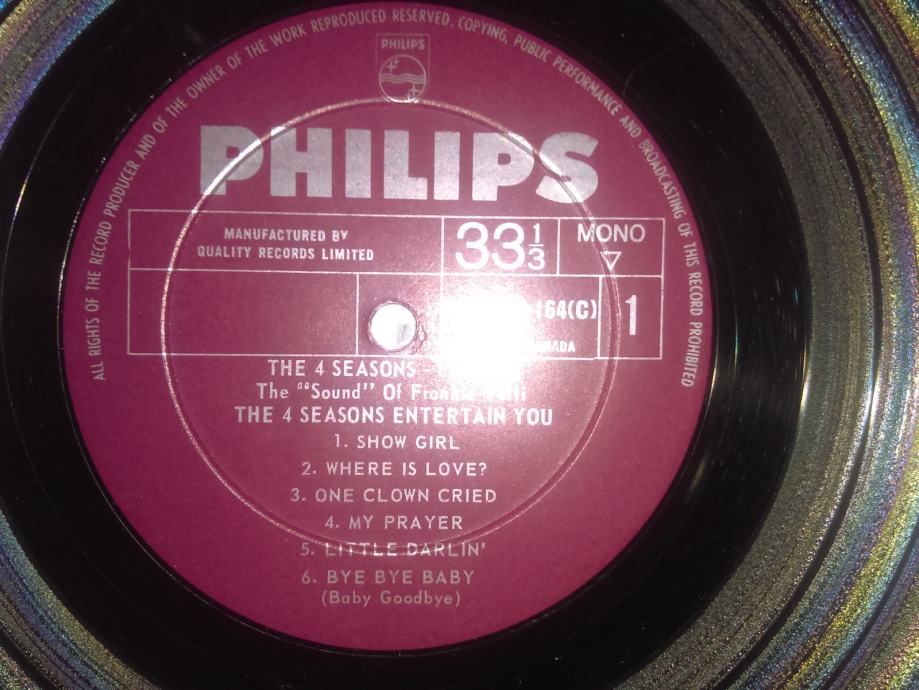 ALL RIGHTS OF THE RECORD PRODUCER AND OF THE OWNER OF THE WORK REPRODUCED RESERVED. COPYING, PUBLIC PERFORMANCE AND BROADCASTING OF THIS RECORD PROHIBITED
PHILIPS
PHILIPS
MANUFACTURED BY
QUALITY RECORDS LIMITED
33 1/3
MONO
164(C)
1
THE 4 SEASONS
The "Sound" Of
THE 4 SEASONS ENTERTAIN YOU
1. SHOW GIRL
2. WHERE IS LOVE?
3. ONE CLOWN CRIED
4. MY PRAYER
5. LITTLE DARLIN'
6. BYE BYE BABY
(Baby Goodbye)